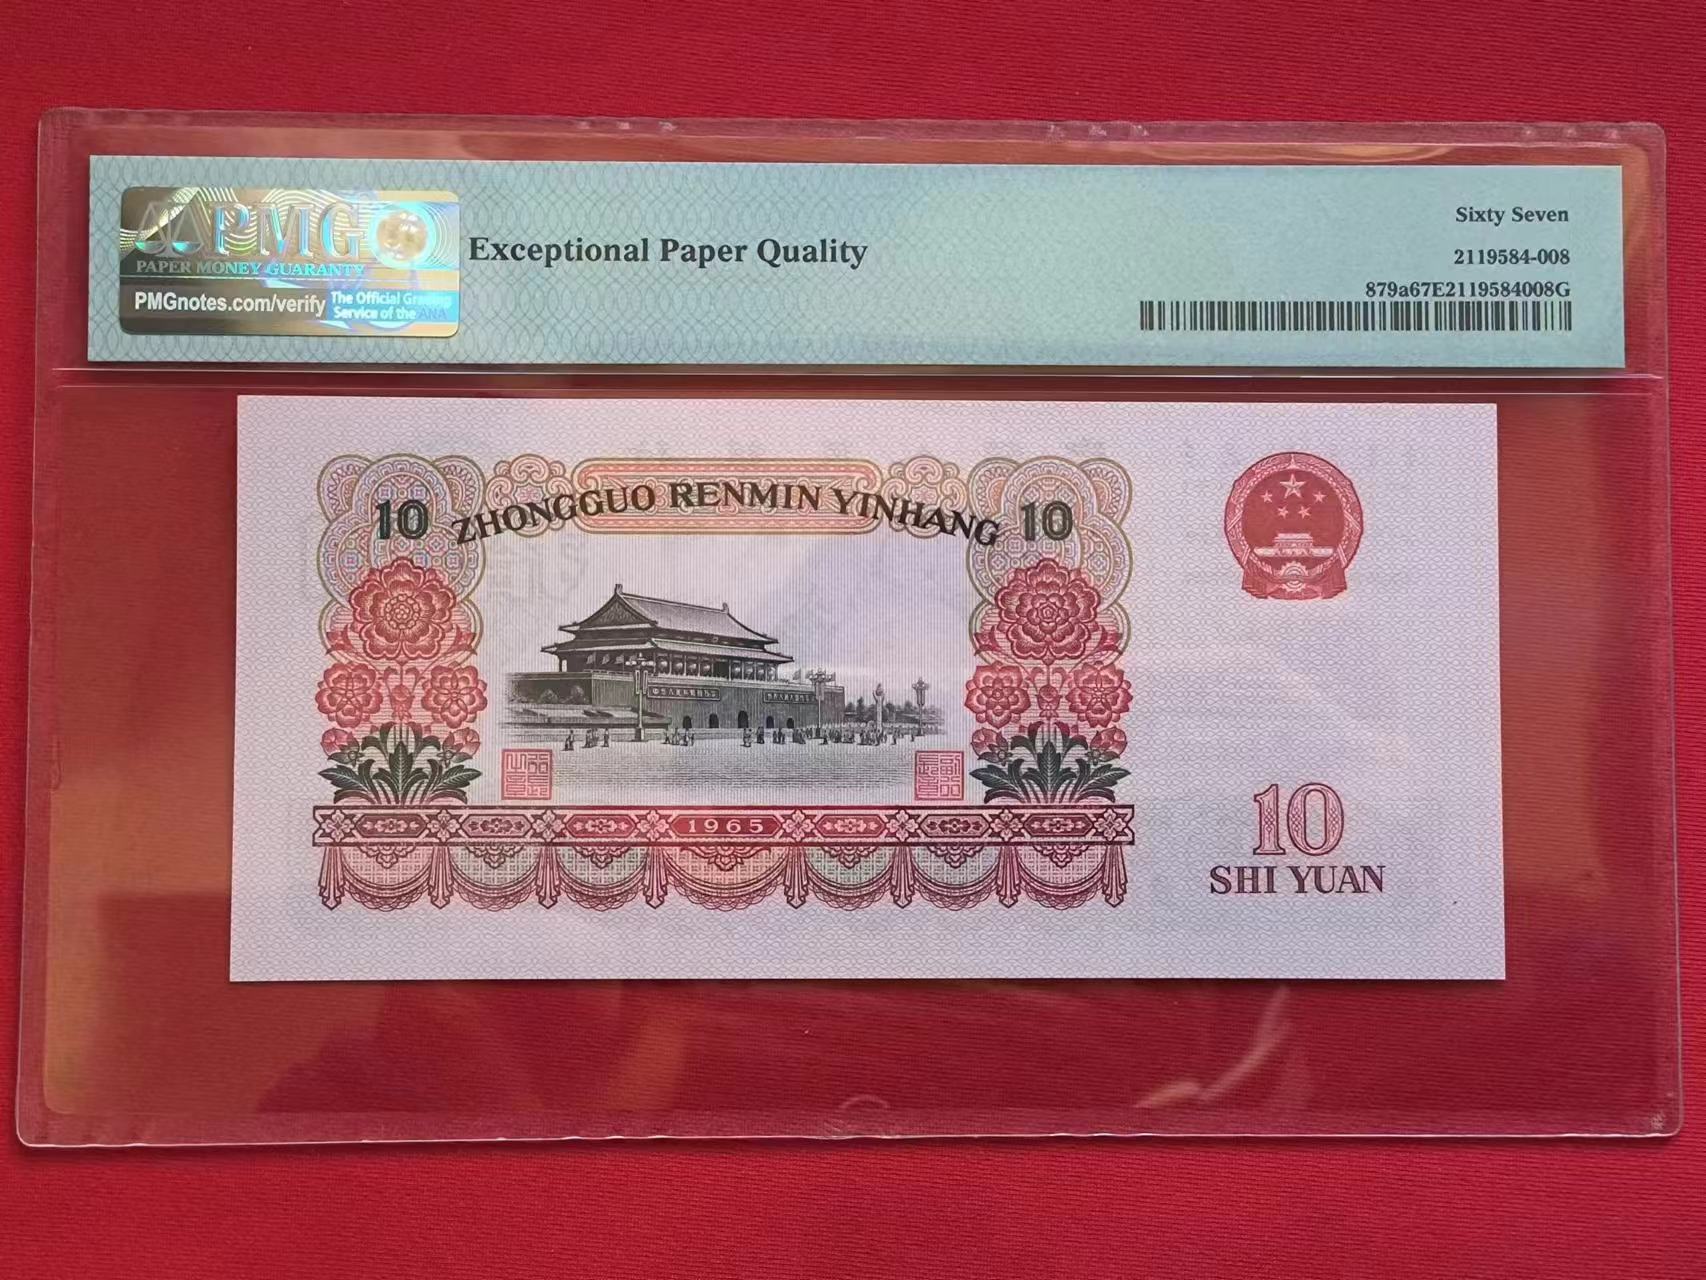 PMG
PAPER MONEY GUARANTY
PMGnotes.com/verify
The Official Grading
Service of the ANA
Exceptional Paper Quality
Sixty Seven
2119584-008
879a67E2119584008G
10
ZHONGGUO RENMIN YINHANG
10
1965
10
SHI YUAN